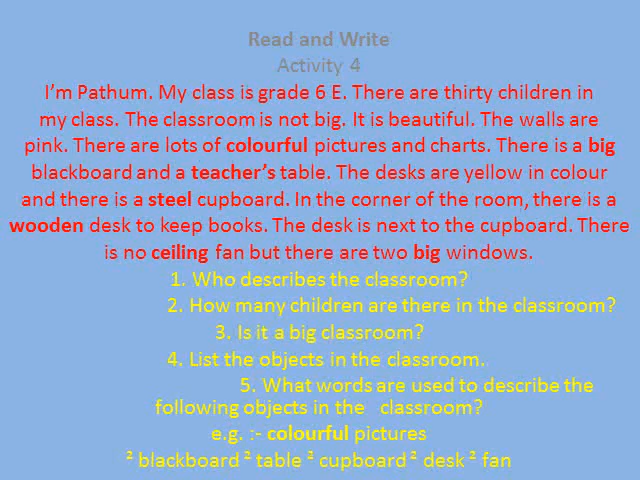 Read and Write
Activity 4
I’m Pathum. My class is grade 6 E. There are thirty children in
my class. The classroom is not big. It is beautiful. The walls are
pink. There are lots of colourful pictures and charts. There is a big
blackboard and a teacher’s table. The desks are yellow in colour
and there is a steel cupboard. In the corner of the room, there is a
wooden desk to keep books. The desk is next to the cupboard. There
is no ceiling fan but there are two big windows.
1. Who describes the classroom?
2. How many children are there in the classroom?
3. Is it a big classroom?
4. List the objects in the classroom.
5. What words are used to describe the
following objects in the classroom?
e.g. :- colourful pictures
² blackboard ² table ² cupboard ² desk ² fan